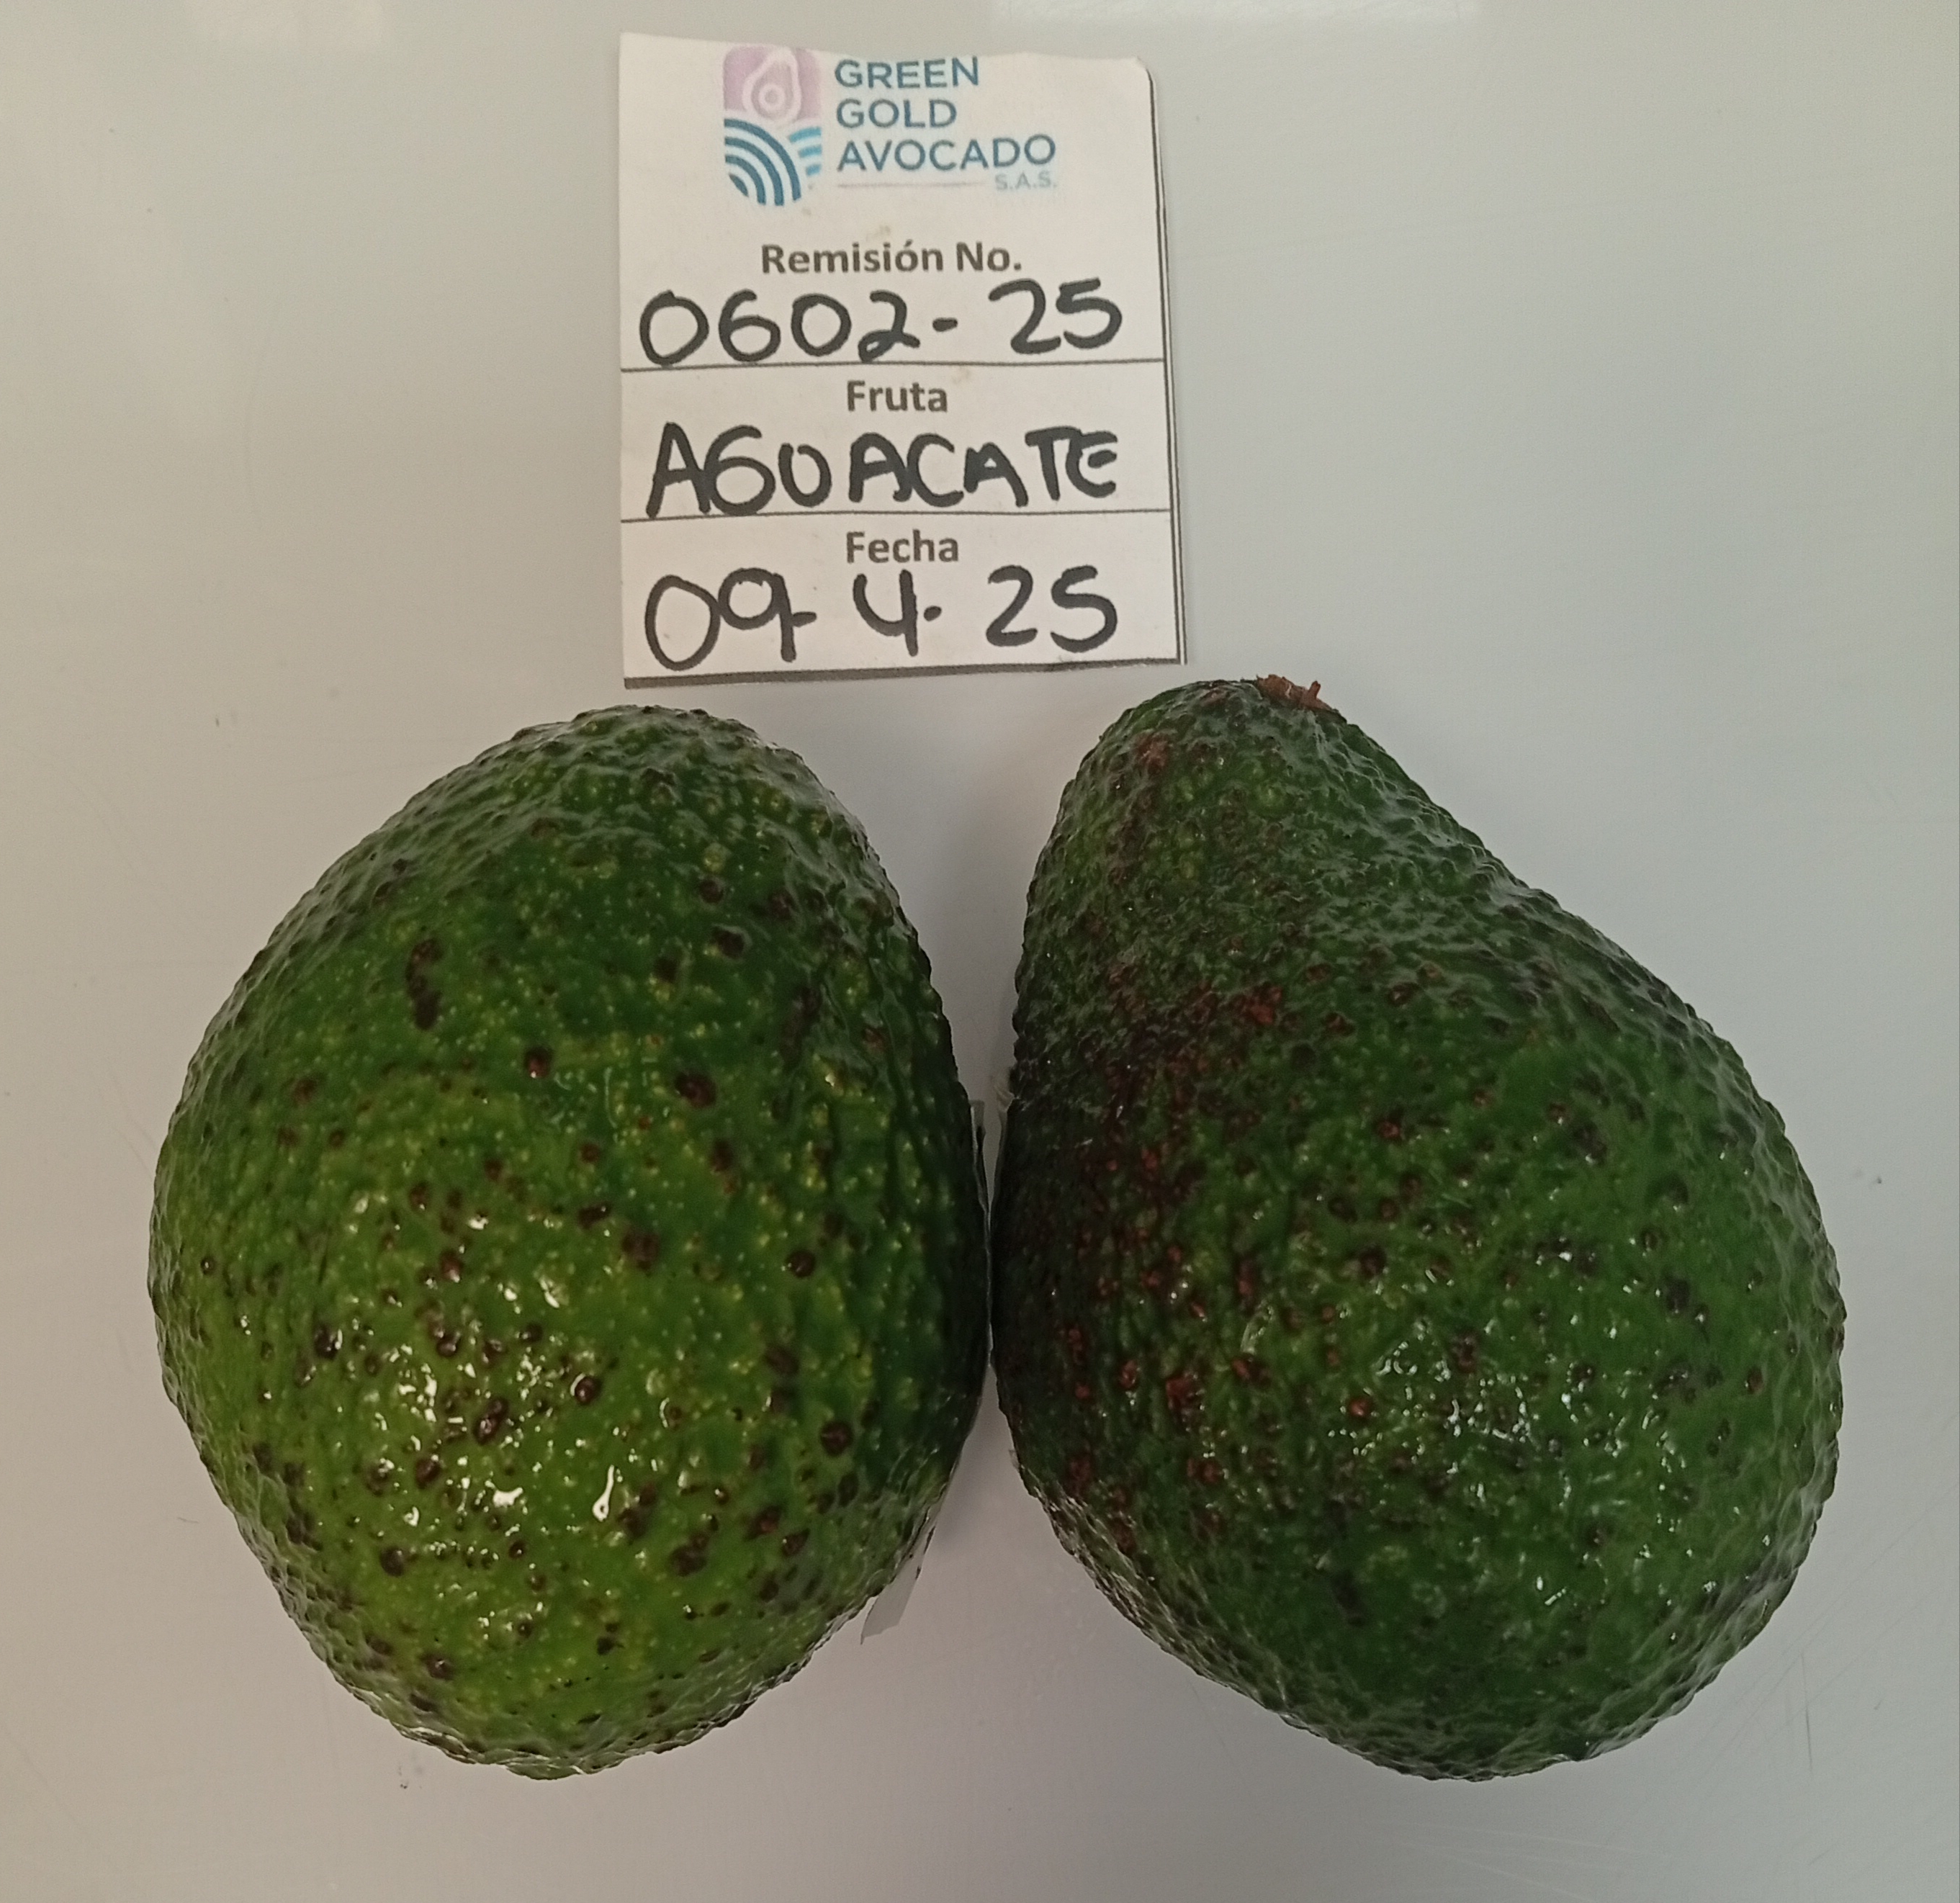 GREEN
GOLD
AVOCADO
S.A.S.
Remisión No.
0602-25
Fruta
AGUACATE
Fecha
09-4-25